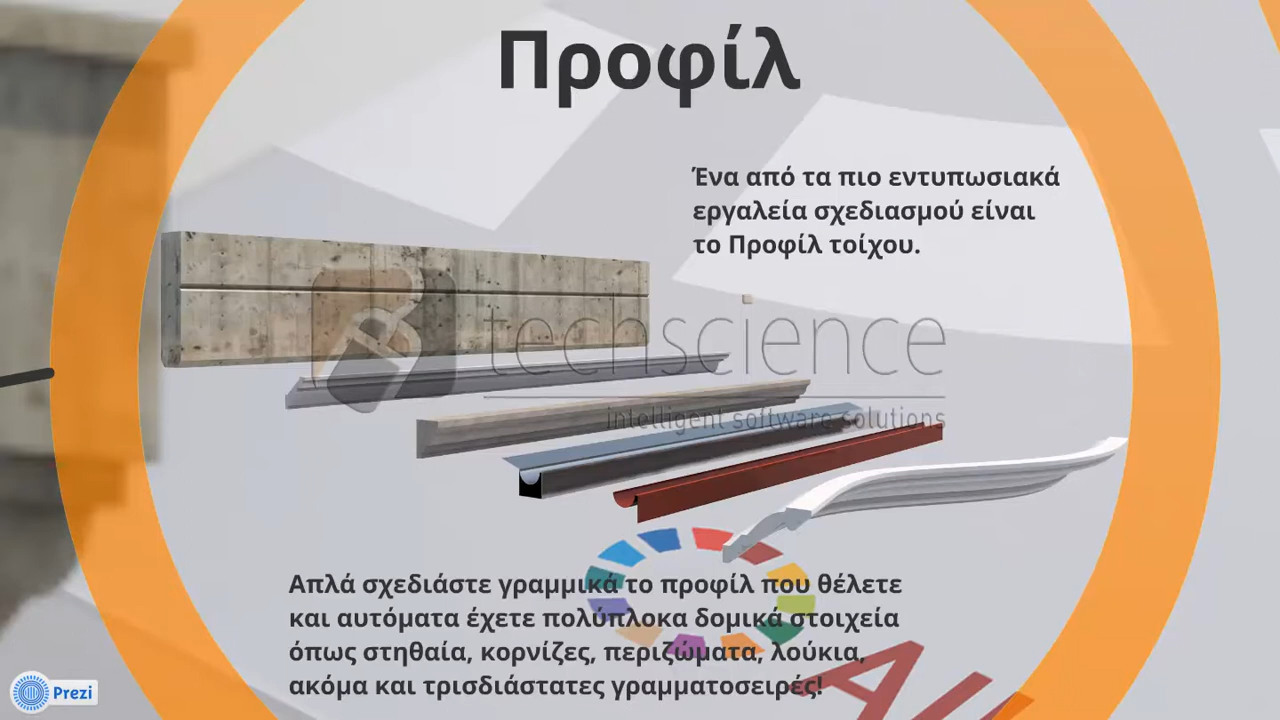 Προφίλ
Ένα από τα πιο εντυπωσιακά
εργαλεία σχεδιασμού είναι
το Προφίλ τοίχου.
techscience
intelligent software solutions
Απλά σχεδιάστε γραμμικά το προφίλ που θέλετε
και αυτόματα έχετε πολύπλοκα δομικά στοιχεία
όπως στηθαία, κορνίζες, περιζώματα, λούκια,
ακόμα και τρισδιάστατες γραμματοσειρές!
Prezi